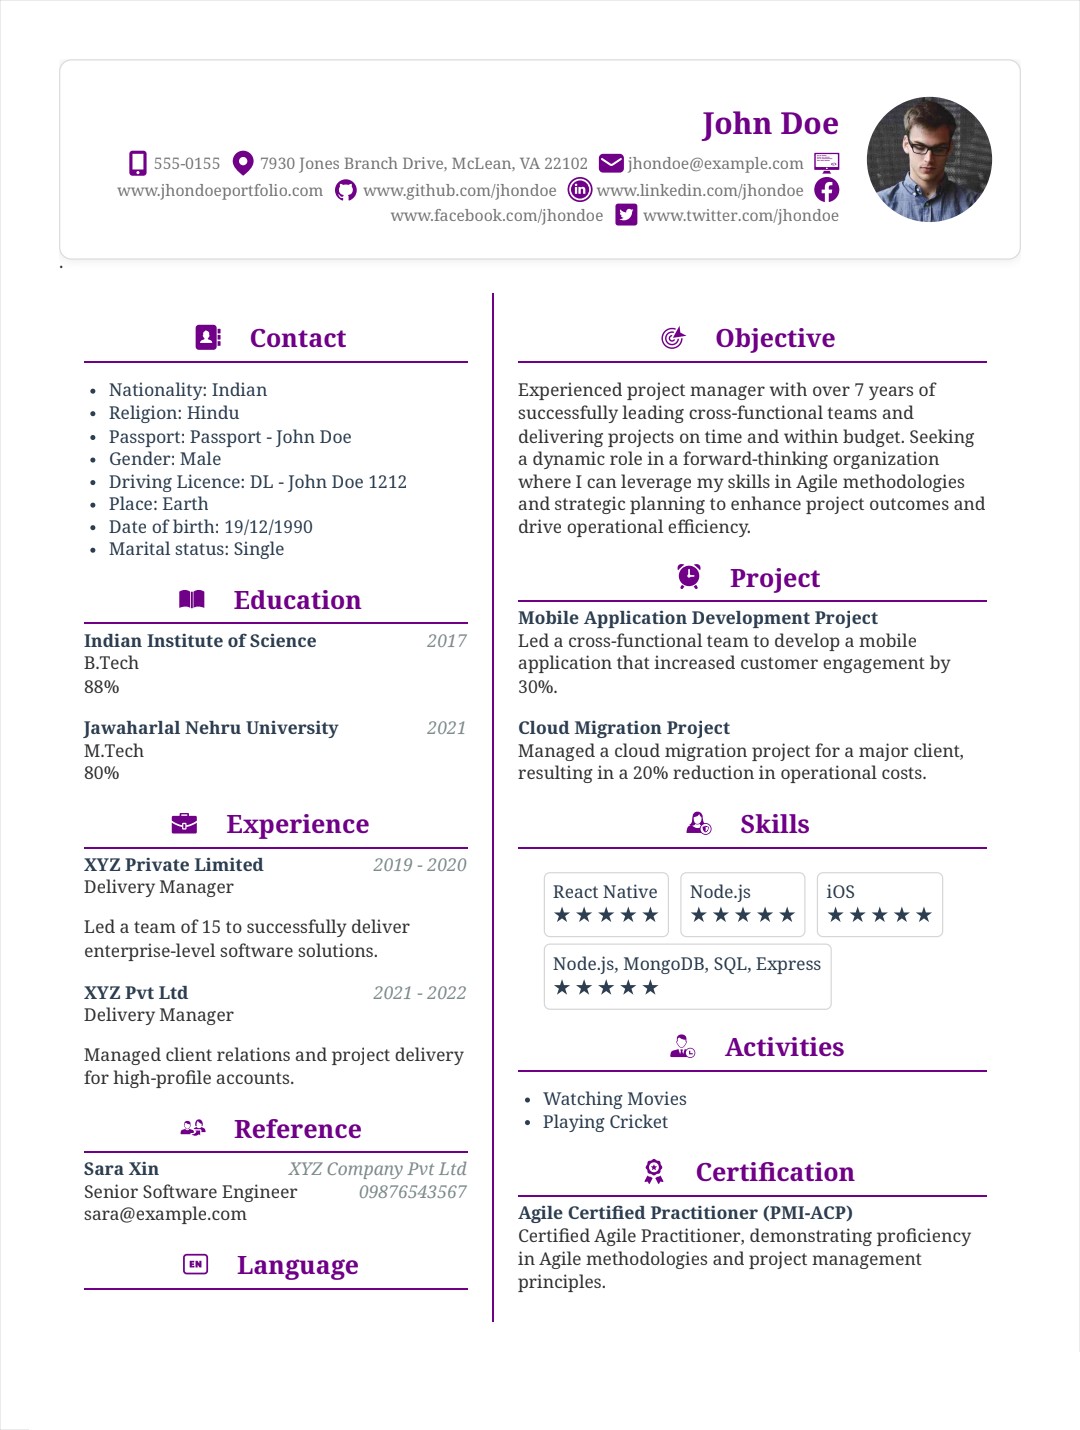 John Doe
555-0155 7930 Jones Branch Drive, McLean, VA 22102 jhondoe@example.com
www.jhondoeportfolio.com www.github.com/jhondoe in www.linkedin.com/jhondoe
www.facebook.com/jhondoe www.twitter.com/jhondoe
.
Contact
• Nationality: Indian
• Religion: Hindu
• Passport: Passport - John Doe
• Gender: Male
• Driving Licence: DL - John Doe 1212
• Place: Earth
• Date of birth: 19/12/1990
• Marital status: Single
Education
Indian Institute of Science 2017
B.Tech
88%
Jawaharlal Nehru University 2021
M.Tech
80%
Experience
XYZ Private Limited 2019 - 2020
Delivery Manager
Led a team of 15 to successfully deliver
enterprise-level software solutions.
XYZ Pvt Ltd 2021 - 2022
Delivery Manager
Managed client relations and project delivery
for high-profile accounts.
Reference
Sara Xin XYZ Company Pvt Ltd
Senior Software Engineer 09876543567
sara@example.com
EN Language
Objective
Experienced project manager with over 7 years of
successfully leading cross-functional teams and
delivering projects on time and within budget. Seeking
a dynamic role in a forward-thinking organization
where I can leverage my skills in Agile methodologies
and strategic planning to enhance project outcomes and
drive operational efficiency.
Project
Mobile Application Development Project
Led a cross-functional team to develop a mobile
application that increased customer engagement by
30%.
Cloud Migration Project
Managed a cloud migration project for a major client,
resulting in a 20% reduction in operational costs.
Skills
React Native
★ ★ ★ ★ ★
Node.js
★ ★ ★ ★ ★
iOS
★ ★ ★ ★ ★
Node.js, MongoDB, SQL, Express
★ ★ ★ ★ ★
Activities
• Watching Movies
• Playing Cricket
Certification
Agile Certified Practitioner (PMI-ACP)
Certified Agile Practitioner, demonstrating proficiency
in Agile methodologies and project management
principles.